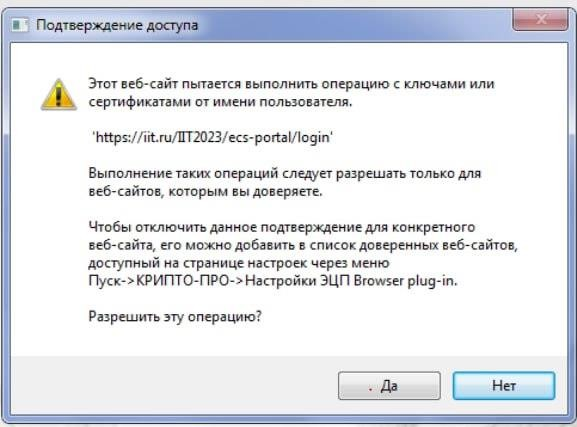 Подтверждение доступа
Этот веб-сайт пытается выполнить операцию с ключами или
сертификатами от имени пользователя.
'https://iit.ru/IIT2023/ecs-portal/login'
Выполнение таких операций следует разрешать только для
веб-сайтов, которым вы доверяете.
Чтобы отключить данное подтверждение для конкретного
веб-сайта, его можно добавить в список доверенных веб-сайтов,
доступный на странице настроек через меню
Пуск->КРИПТО-ПРО->Настройки ЭЦП Browser plug-in.
Разрешить эту операцию?
Да
Нет